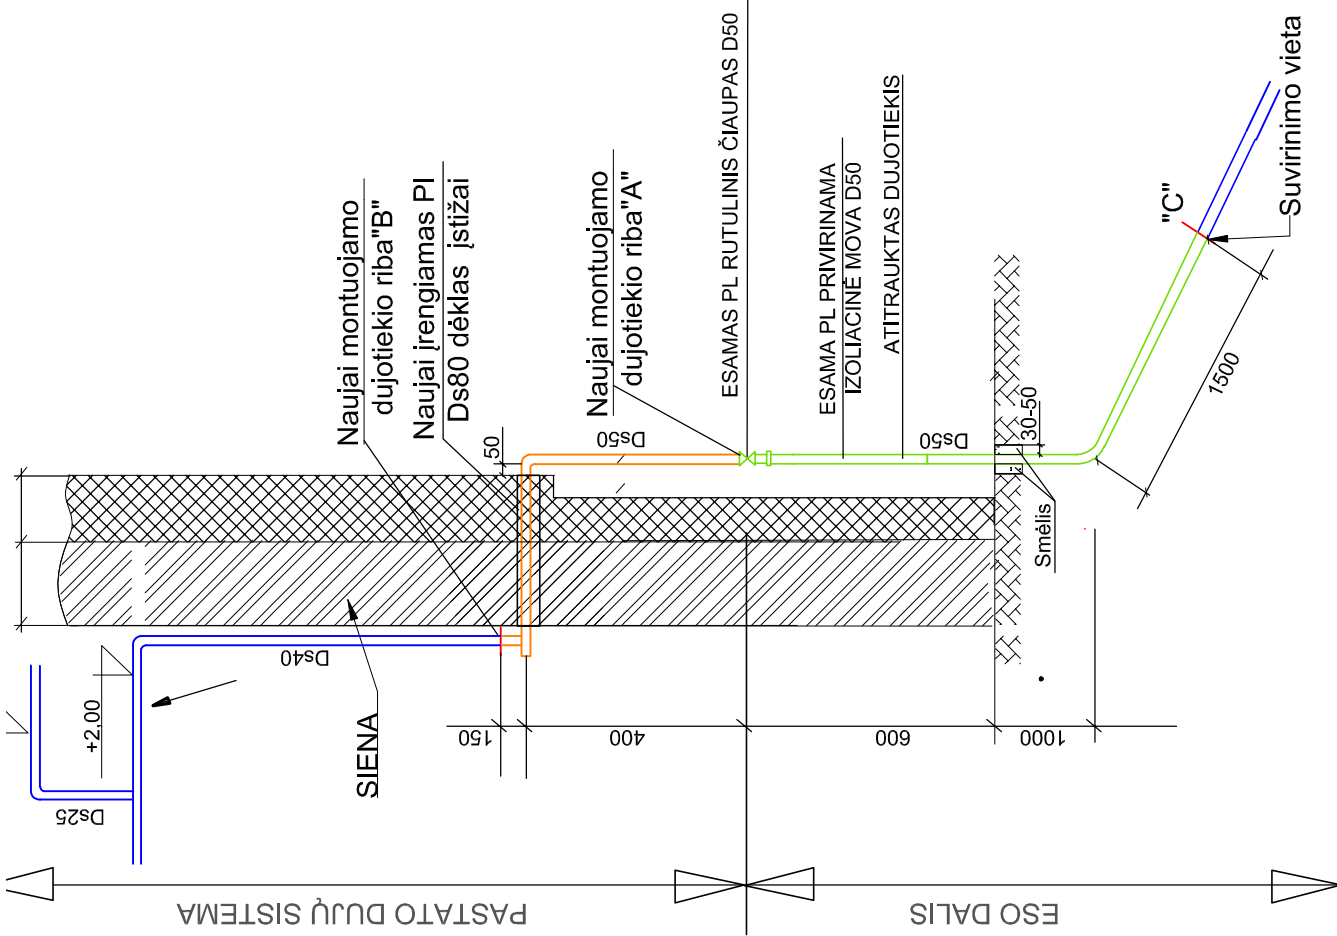 Naujai montuojamo
dujotiekio riba"B"
Naujai įrengiamas Pl
Ds80 dėklas įstižai
Naujai montuojamo
dujotiekio riba"A"
ESAMAS PL RUTULINIS ČIAUPAS D50
ESAMA PL PRIVIRINAMA
IZOLIACINĖ MOVA D50
ATITRAUKTAS DUJOTIEKIS
"C"
Suvirinimo vieta
1500
30-50
Smėlis
50
Ds50
Ds50
Ds40
Ds25
+2,00
SIENA
150
400
600
1000
PASTATO DUJŲ SISTEMA
ESO DALIS